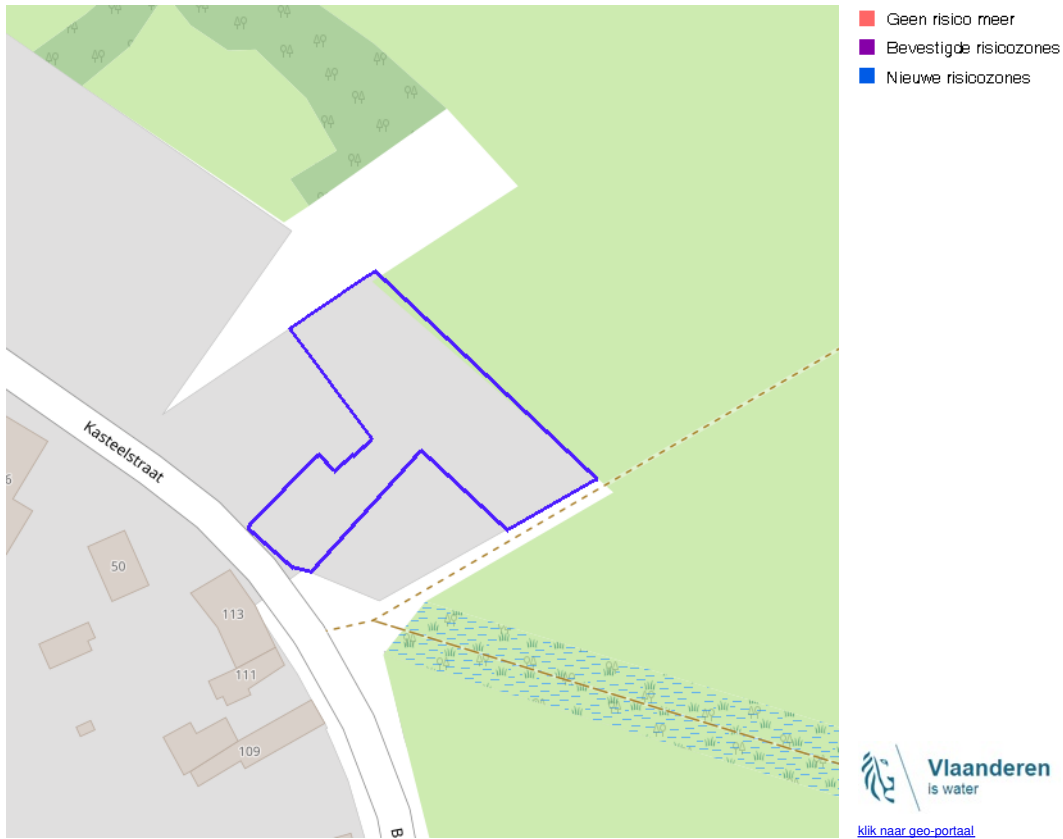 Geen risico meer
Bevestigde risicozones
Nieuwe risicozones
Kasteelstraat
6
50
113
111
109
B
Vlaanderen
is water
klik naar geo-portaal